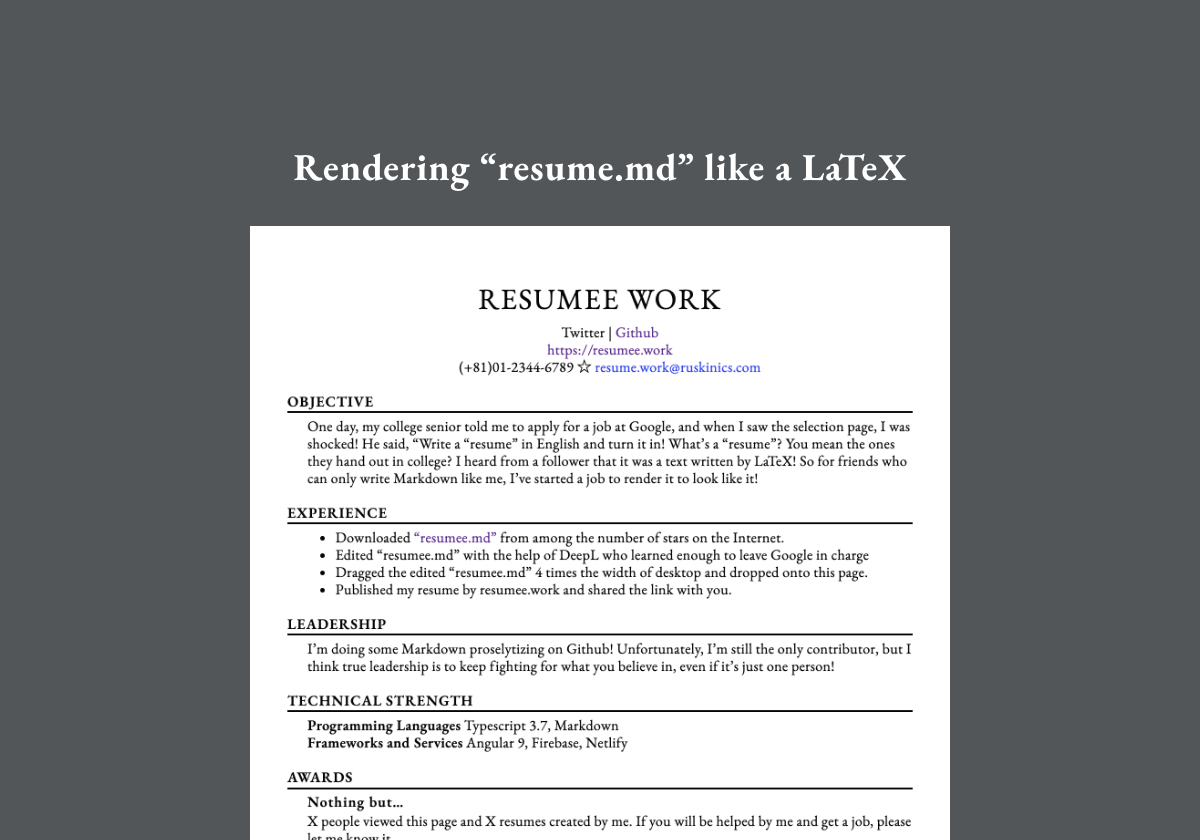 Rendering “resume.md” like a LaTeX
RESUMEE WORK
Twitter | Github
https://resumee.work
(+81)01-2344-6789 ☆ resume.work@ruskinics.com
OBJECTIVE
One day, my college senior told me to apply for a job at Google, and when I saw the selection page, I was
shocked! He said, “Write a “resume” in English and turn it in! What’s a “resume”? You mean the ones
they hand out in college? I heard from a follower that it was a text written by LaTeX! So for friends who
can only write Markdown like me, I’ve started a job to render it to look like it!
EXPERIENCE
• Downloaded “resumee.md” from among the number of stars on the Internet.
• Edited “resumee.md” with the help of DeepL who learned enough to leave Google in charge
• Dragged the edited “resumee.md” 4 times the width of desktop and dropped onto this page.
• Published my resume by resumee.work and shared the link with you.
LEADERSHIP
I’m doing some Markdown proselytizing on Github! Unfortunately, I’m still the only contributor, but I
think true leadership is to keep fighting for what you believe in, even if it’s just one person!
TECHNICAL STRENGTH
Programming Languages Typescript 3.7, Markdown
Frameworks and Services Angular 9, Firebase, Netlify
AWARDS
Nothing but…
X people viewed this page and X resumes created by me. If you will be helped by me and get a job, please
let me know it.